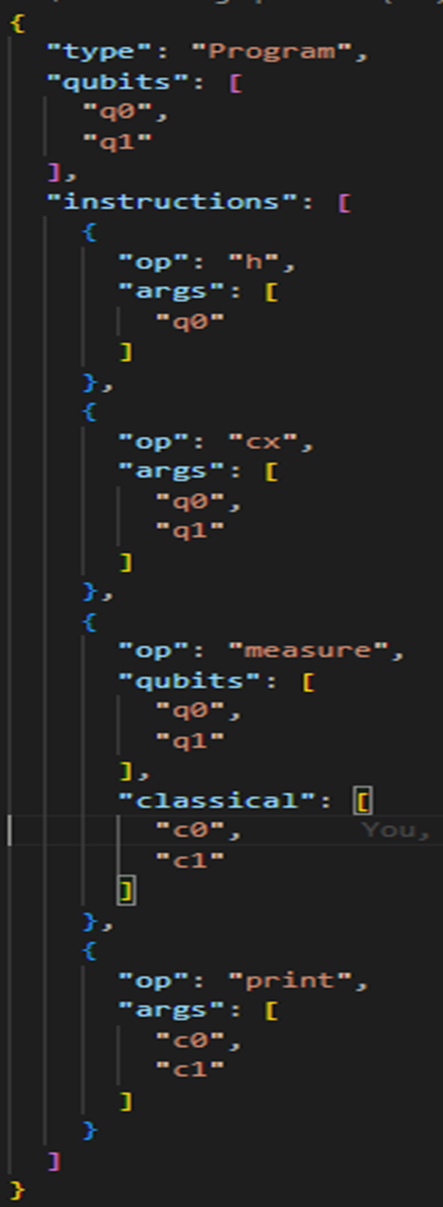 {
"type": "Program",
"qubits": [
"q0",
"q1"
],
"instructions": [
{
"op": "h",
"args": [
"q0"
]
},
{
"op": "cx",
"args": [
"q0",
"q1"
]
},
{
"op": "measure",
"qubits": [
"q0",
"q1"
],
"classical": [
"c0", You,
"c1"
]
},
{
"op": "print",
"args": [
"c0",
"c1"
]
}
]
}